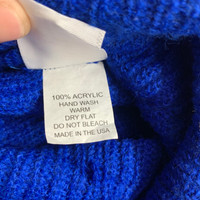 100% ACRYLIC
HAND WASH
WARM
DRY FLAT
DO NOT BLEACH
MADE IN THE USA